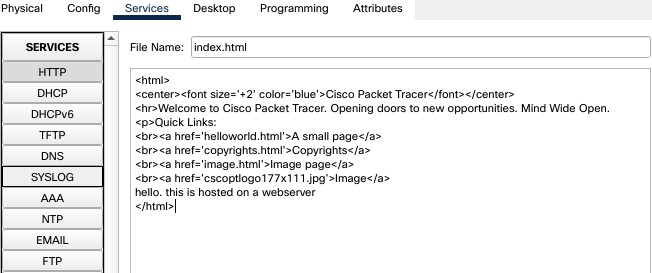 Physical Config Services Desktop Programming Attributes
SERVICES
HTTP
DHCP
DHCPv6
TFTP
DNS
SYSLOG
AAA
NTP
EMAIL
FTP
File Name: index.html
<html>
<center><font size='+2' color='blue'>Cisco Packet Tracer</font></center>
<hr>Welcome to Cisco Packet Tracer. Opening doors to new opportunities. Mind Wide Open.
<p>Quick Links:
<br><a href='helloworld.html'>A small page</a>
<br><a href='copyrights.html'>Copyrights</a>
<br><a href='image.html'>Image page</a>
<br><a href='cscoptlogo177x111.jpg'>Image</a>
hello. this is hosted on a webserver
</html>